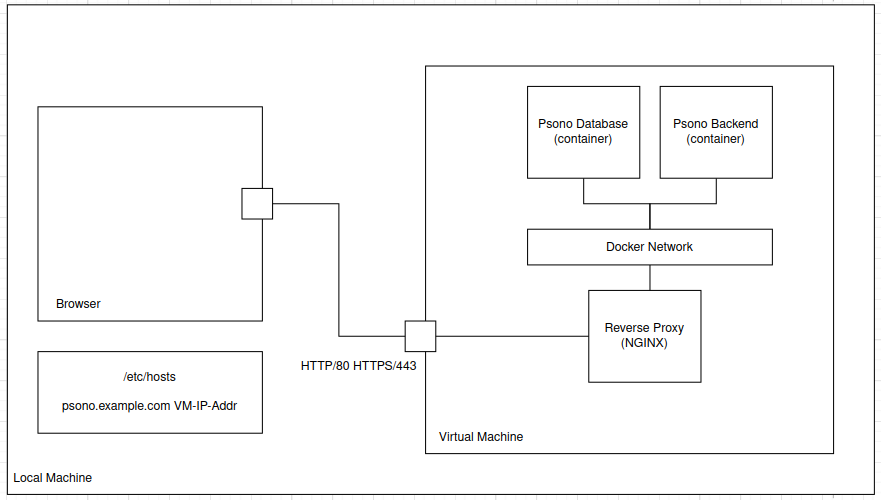 Psono Database
(container)
Psono Backend
(container)
Docker Network
Browser
Reverse Proxy
(NGINX)
HTTP/80 HTTPS/443
/etc/hosts
psono.example.com VM-IP-Addr
Virtual Machine
Local Machine